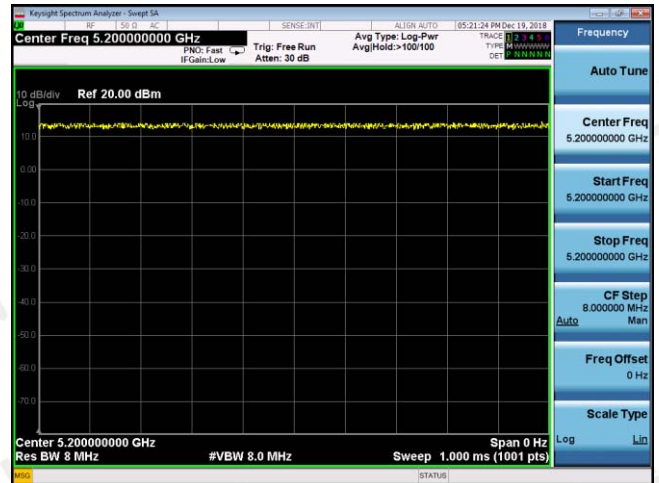 Keysight Spectrum Analyzer - Swept SA
RF 50 Ω AC SENSE:INT ALIGN AUTO 05:21:24 PM Dec 19, 2018
Center Freq 5.200000000 GHz
PNO: Fast
IFGain:Low
Trig: Free Run
Atten: 30 dB
Avg Type: Log-Pwr
Avg|Hold:>100/100
TRACE 1 2 3 4 5 6
TYPE M W W W W W
DET P N N N N N
Frequency
Auto Tune
Center Freq
5.200000000 GHz
Start Freq
5.200000000 GHz
Stop Freq
5.200000000 GHz
CF Step
8.000000 MHz
Auto Man
Freq Offset
0 Hz
Scale Type
Log Lin
10 dB/div Ref 20.00 dBm
Log
10.0
0.00
-10.0
-20.0
-30.0
-40.0
-50.0
-60.0
-70.0
Center 5.200000000 GHz Span 0 Hz
Res BW 8 MHz #VBW 8.0 MHz Sweep 1.000 ms (1001 pts)
MSG STATUS